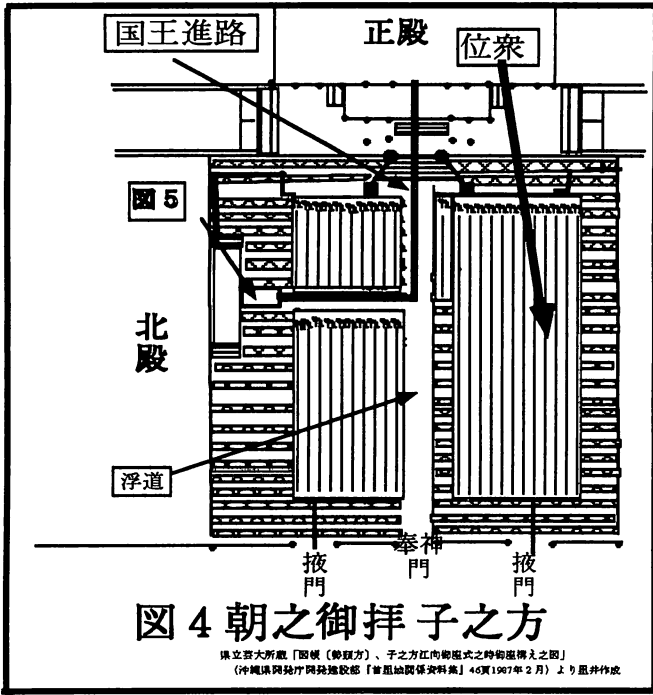 国王進路
正殿
位衆
図5
北殿
浮道
掖門
奉神門
掖門
図4 朝之御拝 子之方
県立芸大所蔵「図帳〔勢頭方〕、子之方江向御座式之時御座構え之図」
(沖縄県開発庁開発建設部『首里城関係資料集』46頁1987年2月) より里井作成